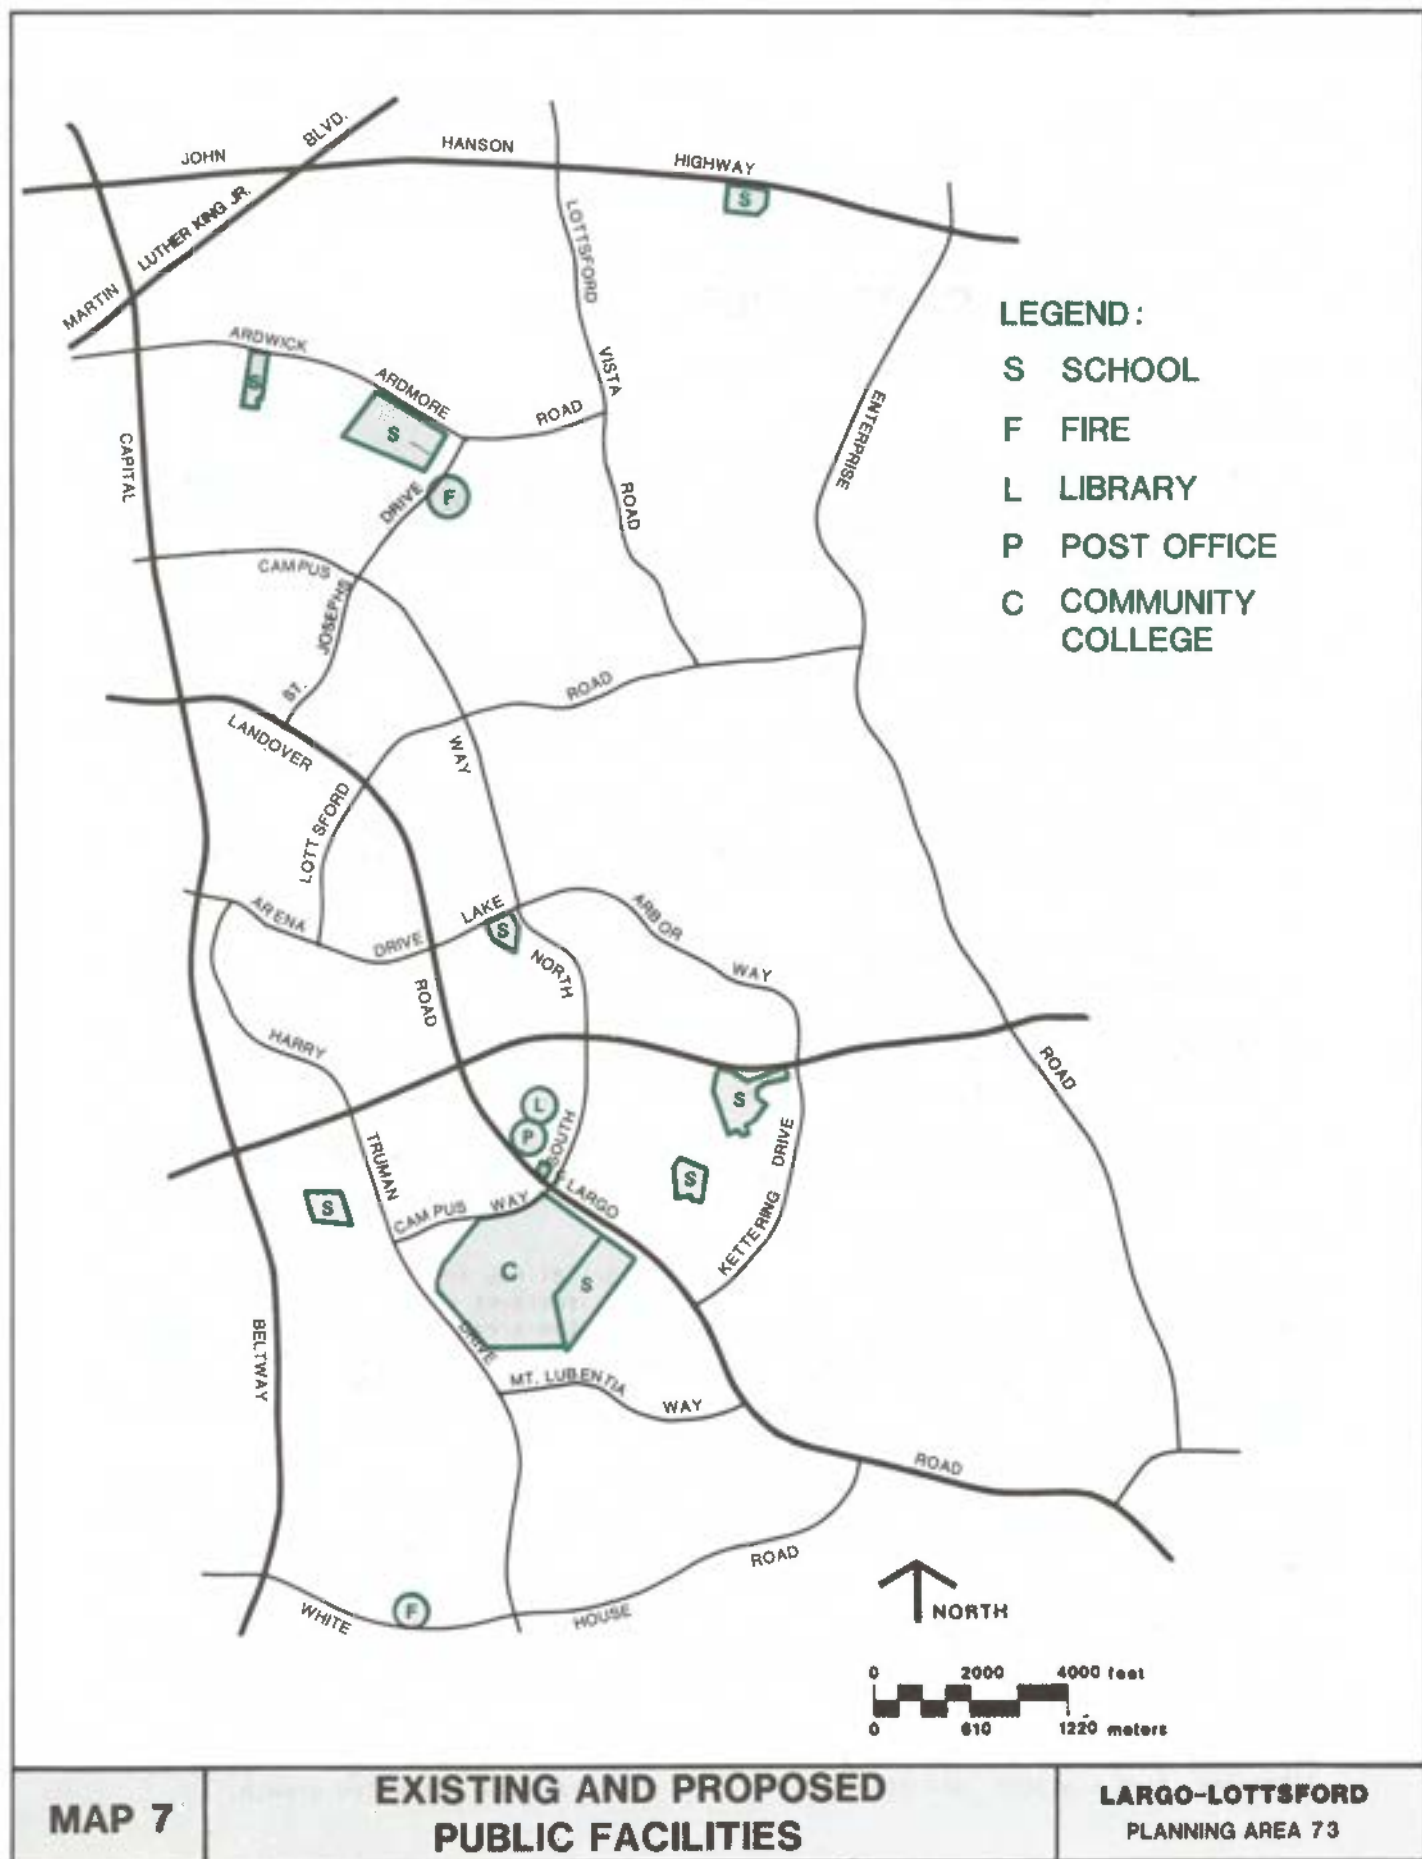 BLVD.
JOHN
HANSON
HIGHWAY
S
LUTHER KING JR.
MARTIN
LOTTSFORD
LEGEND:
S SCHOOL
F FIRE
L LIBRARY
P POST OFFICE
C COMMUNITY
COLLEGE
ARDWICK
S
ARDMORE
S
ROAD
VISTA
ENTERPRISE
CAPITAL
DRIVE
F
ROAD
CAMPUS
JOSEPHS
ST.
ROAD
LANDOVER
WAY
LOTTSFORD
ARENA
DRIVE
LAKE
S
ARBOR
WAY
NORTH
ROAD
HARRY
ROAD
L
P
SOUTH
S
DRIVE
TRUMAN
S
S
CAMPUS
WAY
LARGO
KETTERING
C
S
BELTWAY
DRIVE
MT. LUBENTIA
WAY
ROAD
ROAD
WHITE
F
HOUSE
NORTH
0 2000 4000 feet
0 610 1220 meters
MAP 7
EXISTING AND PROPOSED
PUBLIC FACILITIES
LARGO-LOTTSFORD
PLANNING AREA 73